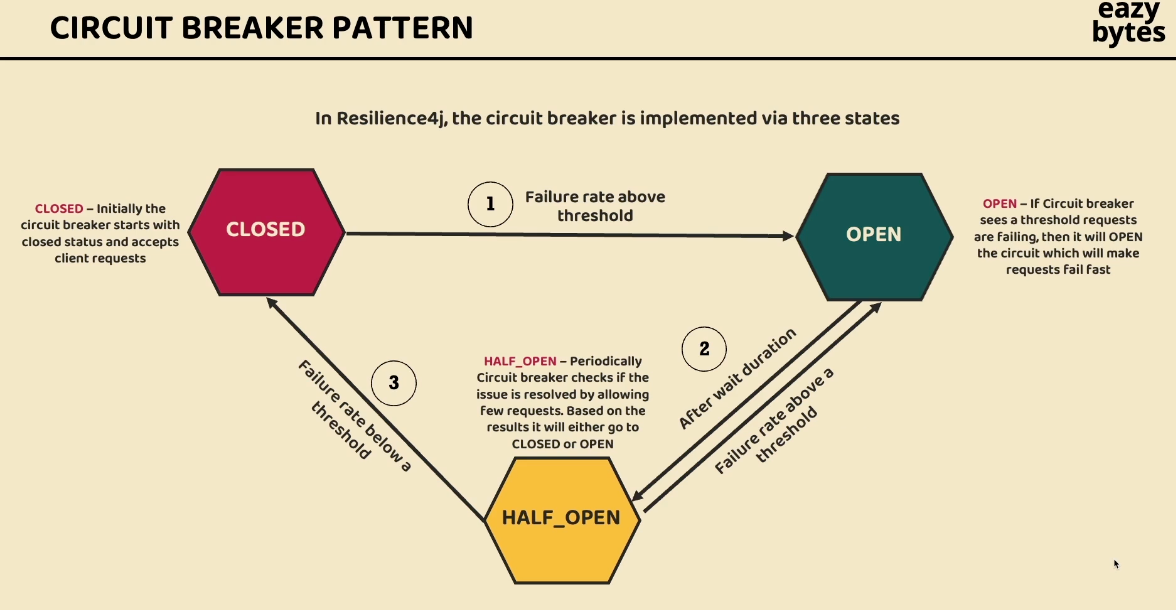 CIRCUIT BREAKER PATTERN
eazy
bytes
In Resilience4j, the circuit breaker is implemented via three states
CLOSED – Initially the
circuit breaker starts with
closed status and accepts
client requests
CLOSED
1
Failure rate above
threshold
OPEN
OPEN – If Circuit breaker
sees a threshold requests
are failing, then it will OPEN
the circuit which will make
requests fail fast
3
Failure rate below a
threshold
HALF_OPEN – Periodically
Circuit breaker checks if the
issue is resolved by allowing
few requests. Based on the
results it will either go to
CLOSED or OPEN
2
After wait duration
Failure rate above a
threshold
HALF_OPEN